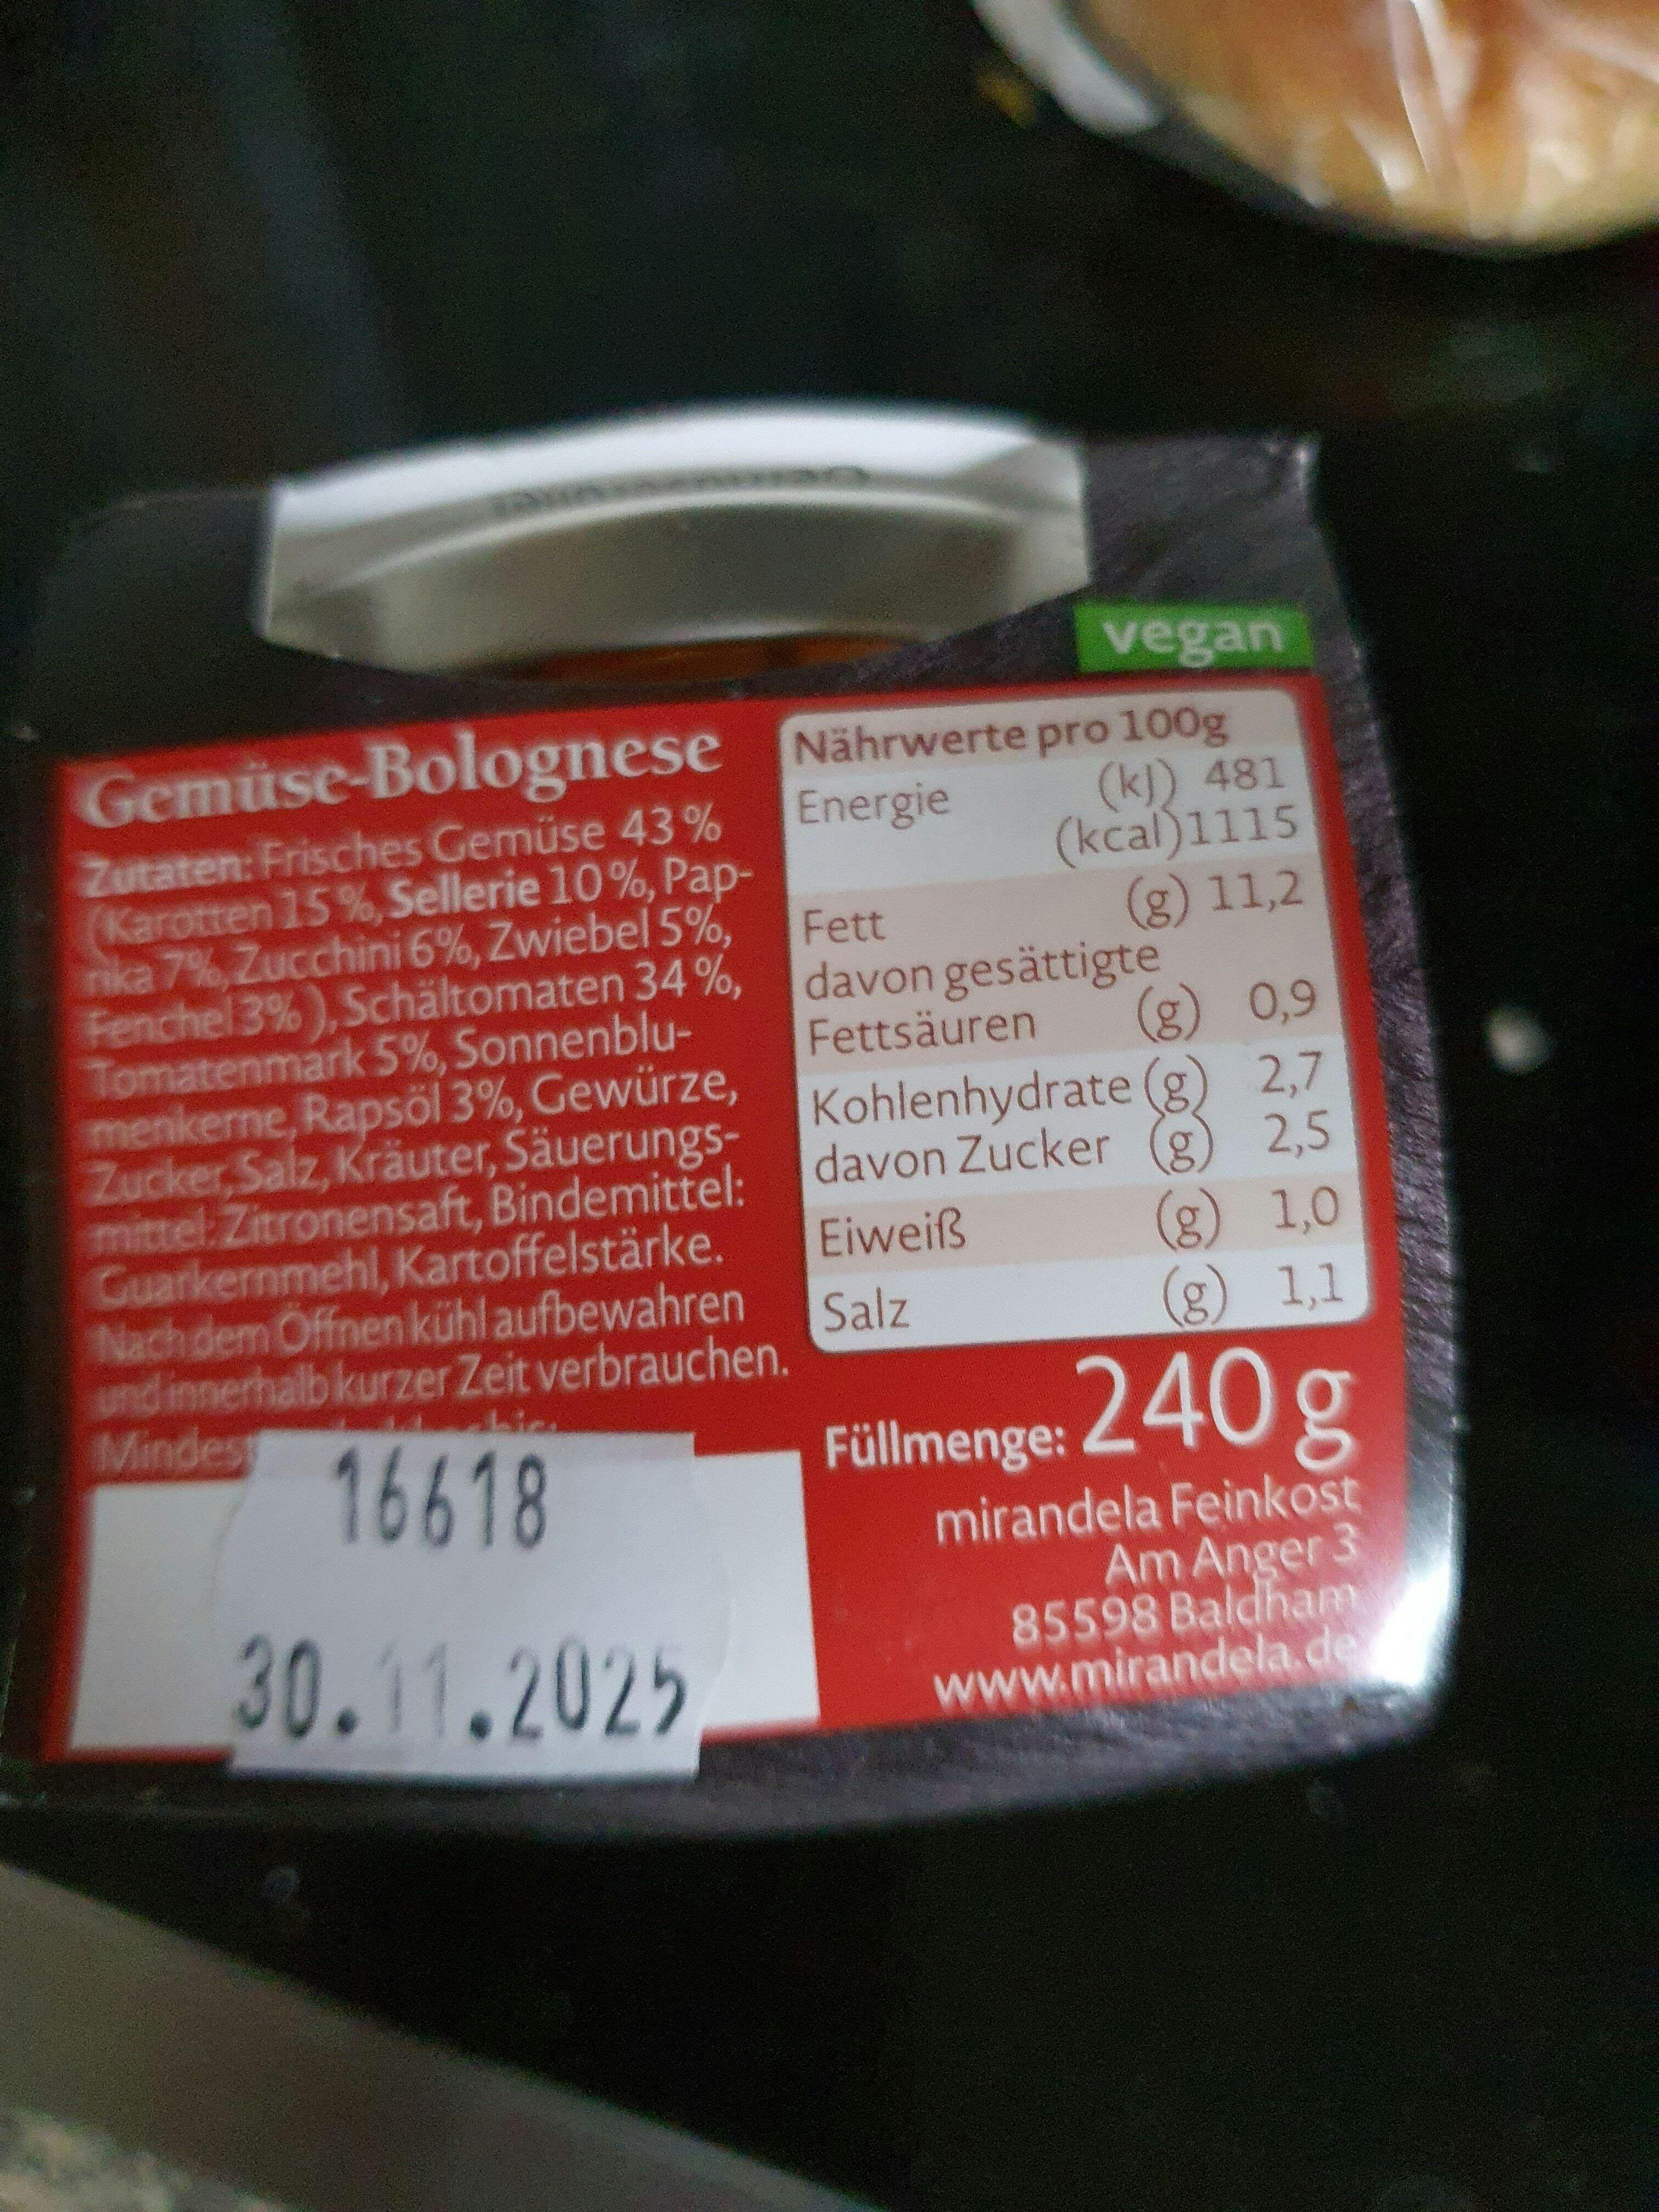 vegan
Gemüse-Bolognese
Zutaten: Frisches Gemüse 43 %
(Karotten 15 %, Sellerie 10 %, Pap-
rika 7%, Zucchini 6%, Zwiebel 5%,
Fenchel 3% ), Schältomaten 34 %,
Tomatenmark 5%, Sonnenblu-
menkerne, Rapsöl 3%, Gewürze,
Zucker, Salz, Kräuter, Säuerungs-
mittel: Zitronensaft, Bindemittel:
Guarkernmehl, Kartoffelstärke.
Nach dem Öffnen kühl aufbewahren
und innerhalb kurzer Zeit verbrauchen.
16618
30.11.2025
Nährwerte pro 100g
Energie (kJ) 481
(kcal) 1115
Fett (g) 11,2
davon gesättigte
Fettsäuren (g) 0,9
Kohlenhydrate (g) 2,7
davon Zucker (g) 2,5
Eiweiß (g) 1,0
Salz (g) 1,1
Füllmenge: 240 g
mirandela Feinkost
Am Anger 3
85598 Baldham
www.mirandela.de